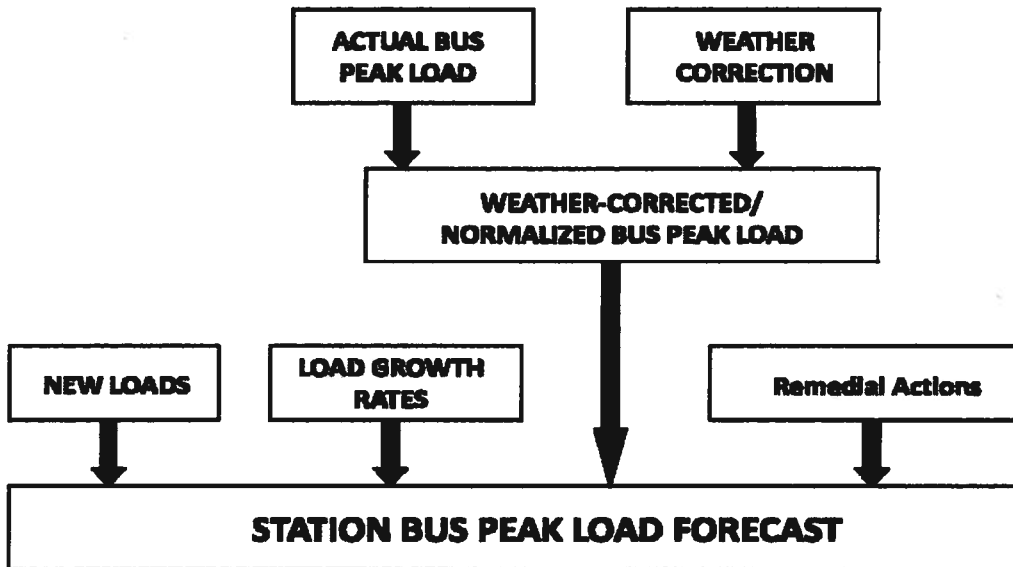 ACTUAL BUS
PEAK LOAD
WEATHER
CORRECTION
WEATHER-CORRECTED/
NORMALIZED BUS PEAK LOAD
NEW LOADS
LOAD GROWTH
RATES
Remedial Actions
STATION BUS PEAK LOAD FORECAST